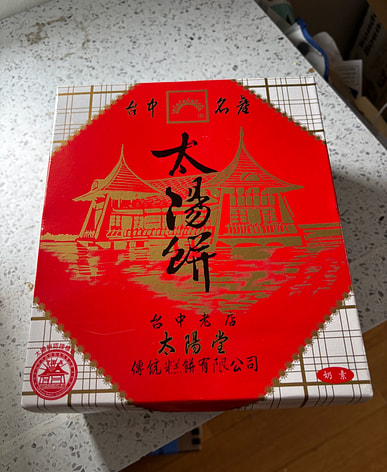 台中 名產
太陽餅
台中老店
太陽堂
傳統糕餅有限公司
奶素